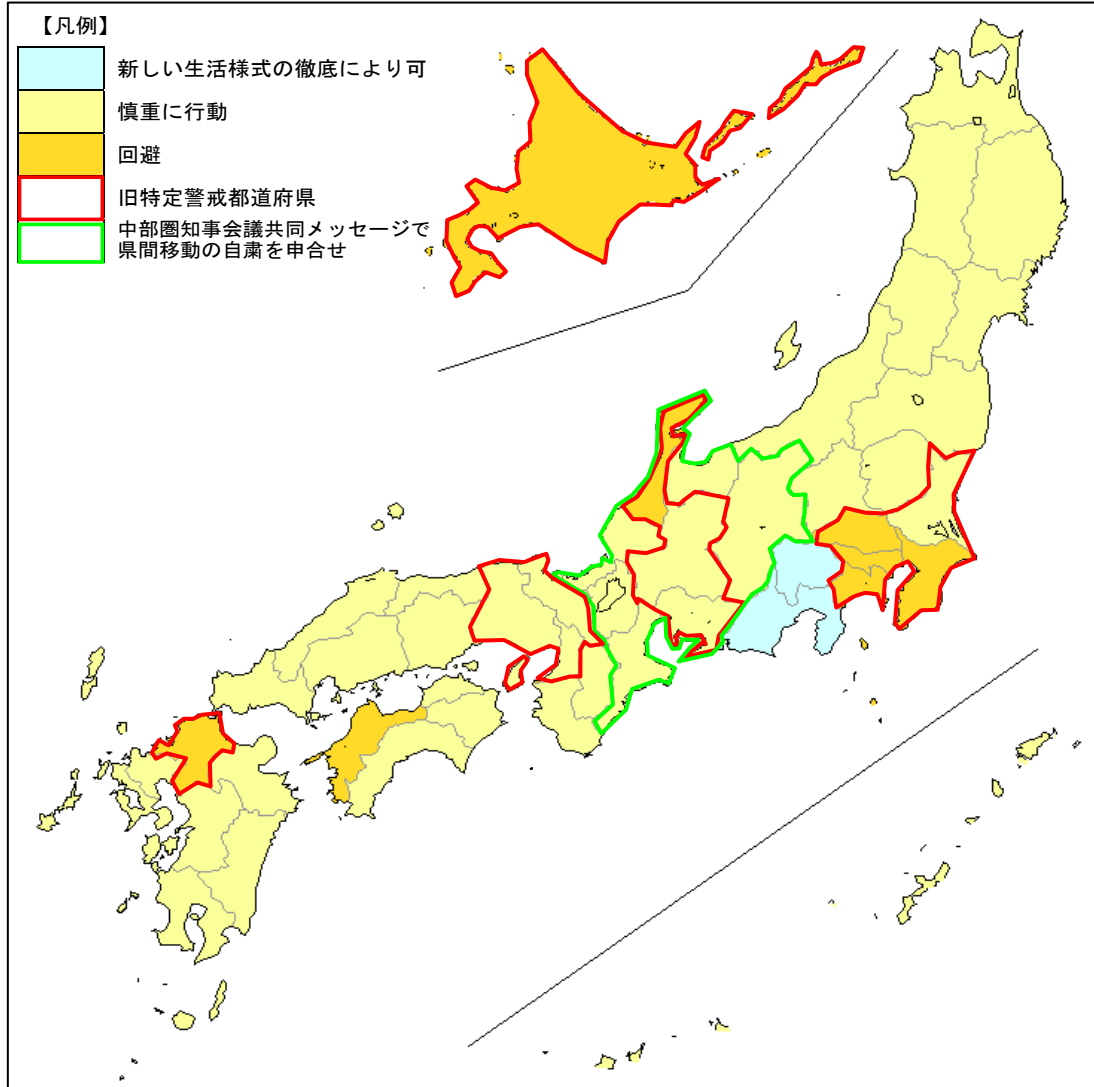 【凡例】
新しい生活様式の徹底により可
慎重に行動
回避
旧特定警戒都道府県
中部圏知事会議共同メッセージで
県間移動の自粛を申合せ